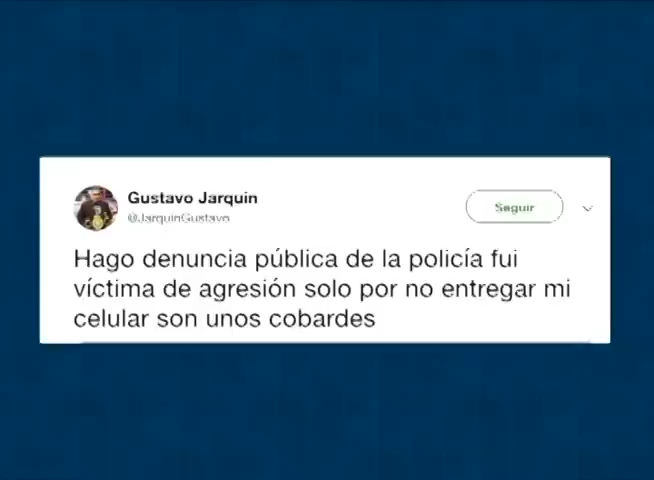 Gustavo Jarquin
@JarquinGustavo
Seguir
Hago denuncia pública de la policía fui
víctima de agresión solo por no entregar mi
celular son unos cobardes